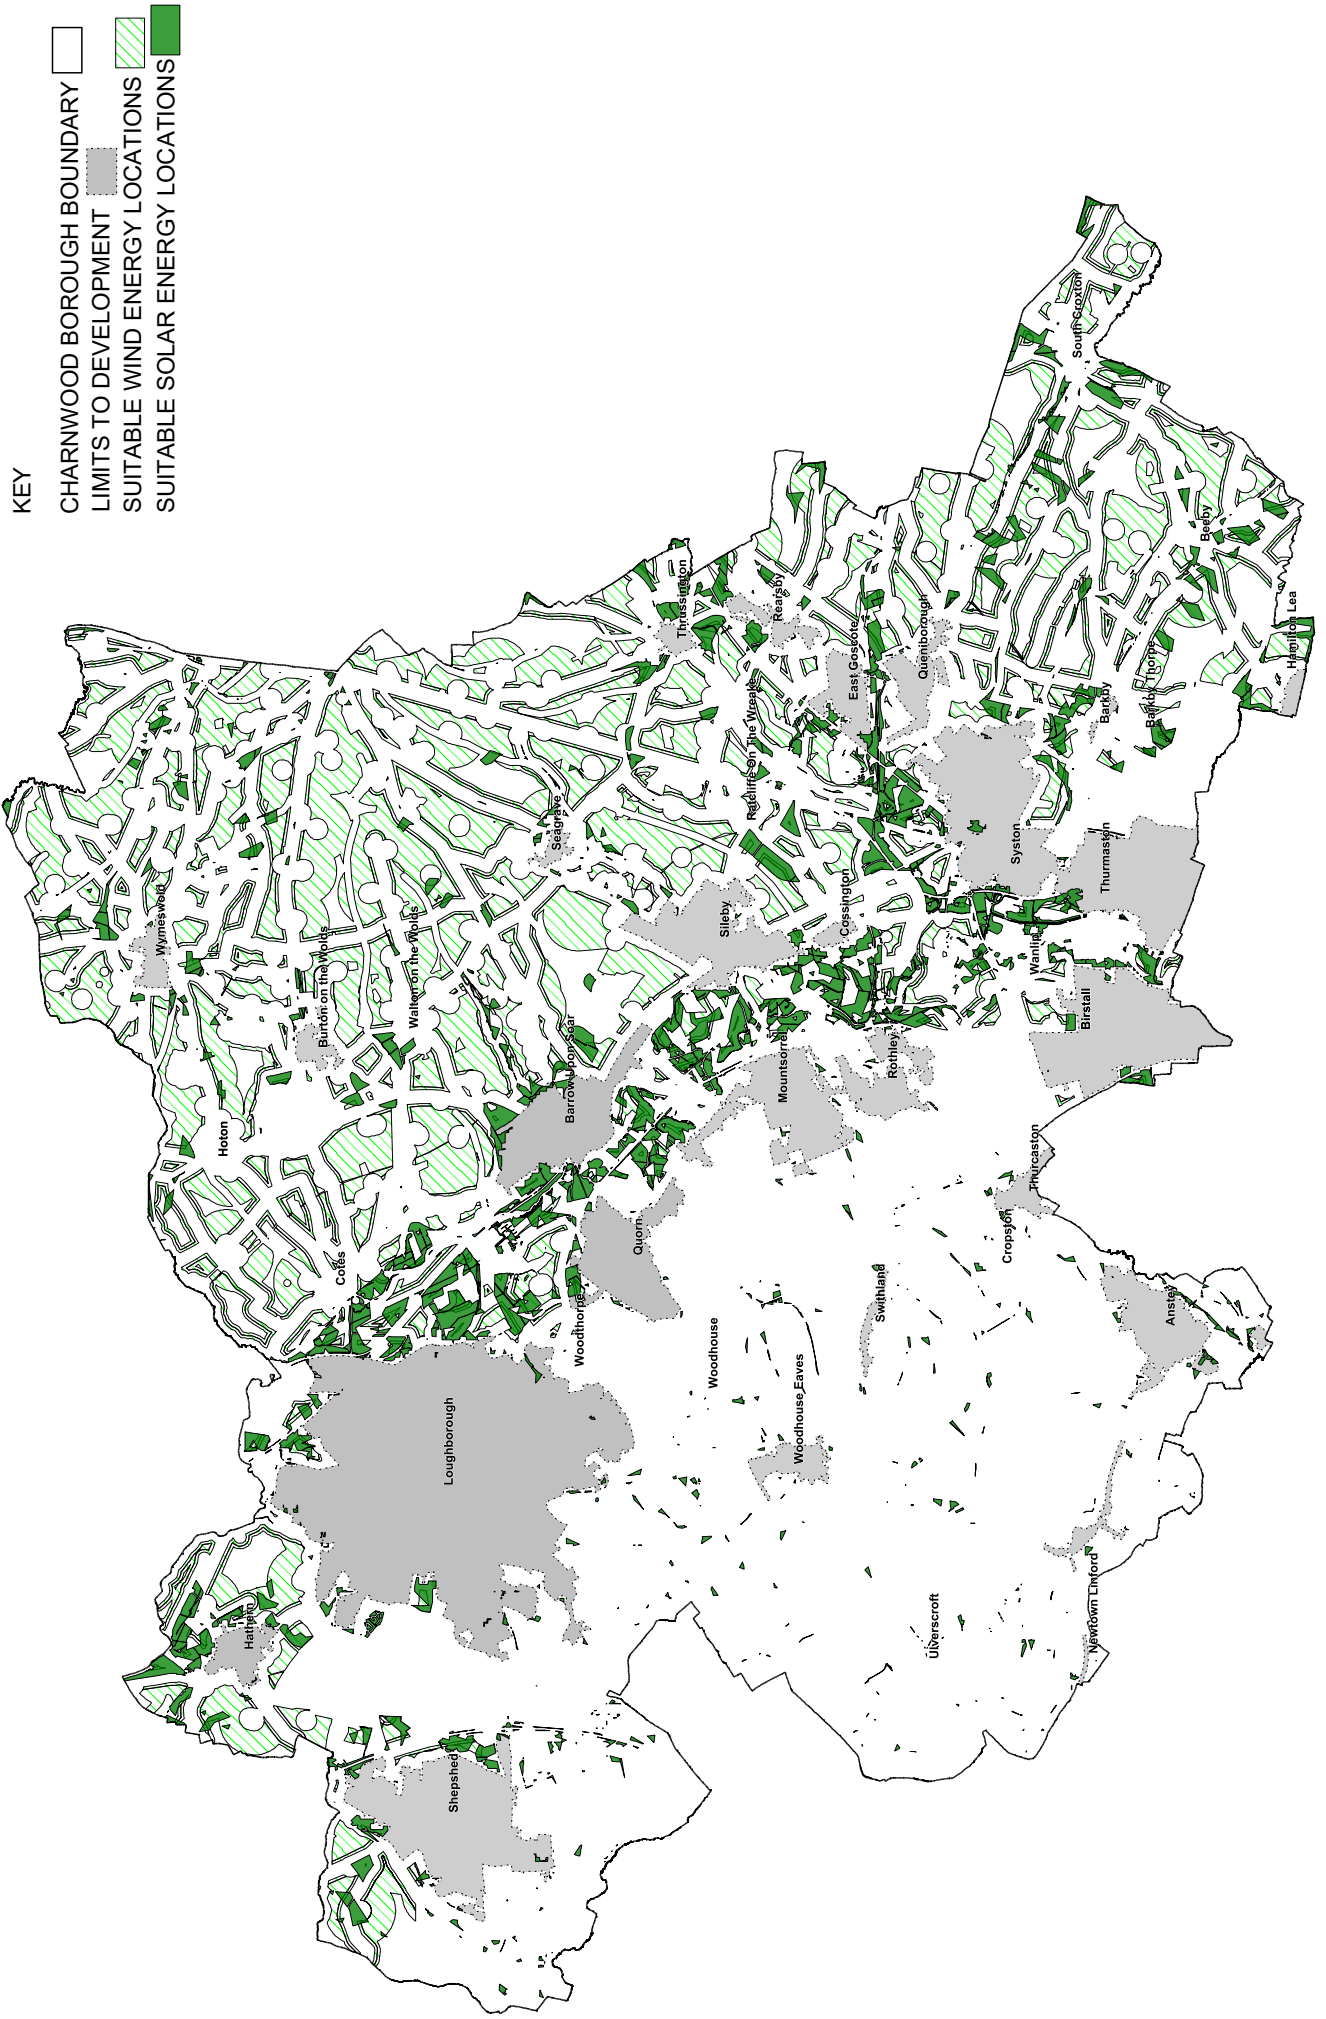 KEY
CHARNWOOD BOROUGH BOUNDARY
LIMITS TO DEVELOPMENT
SUITABLE WIND ENERGY LOCATIONS
SUITABLE SOLAR ENERGY LOCATIONS
Shepshed
Hathern
Loughborough
Cotes
Hoton
Wymeswold
Burton on the Wolds
Walton on the Wolds
Seagrave
Barrow upon Soar
Woodthorpe
Quorn
Woodhouse
Woodhouse Eaves
Swithland
Ulverscroft
Newtown Linford
Anstey
Cropston
Thurcaston
Mountsorrel
Rothley
Sileby
Cossington
Ratcliffe On The Wreake
Thrussington
Rearsby
East Goscote
Queniborough
Syston
Thurmaston
Wanlip
Birstall
Barkby
Barkby Thorpe
Beeby
Hamilton Lea
South Croxton